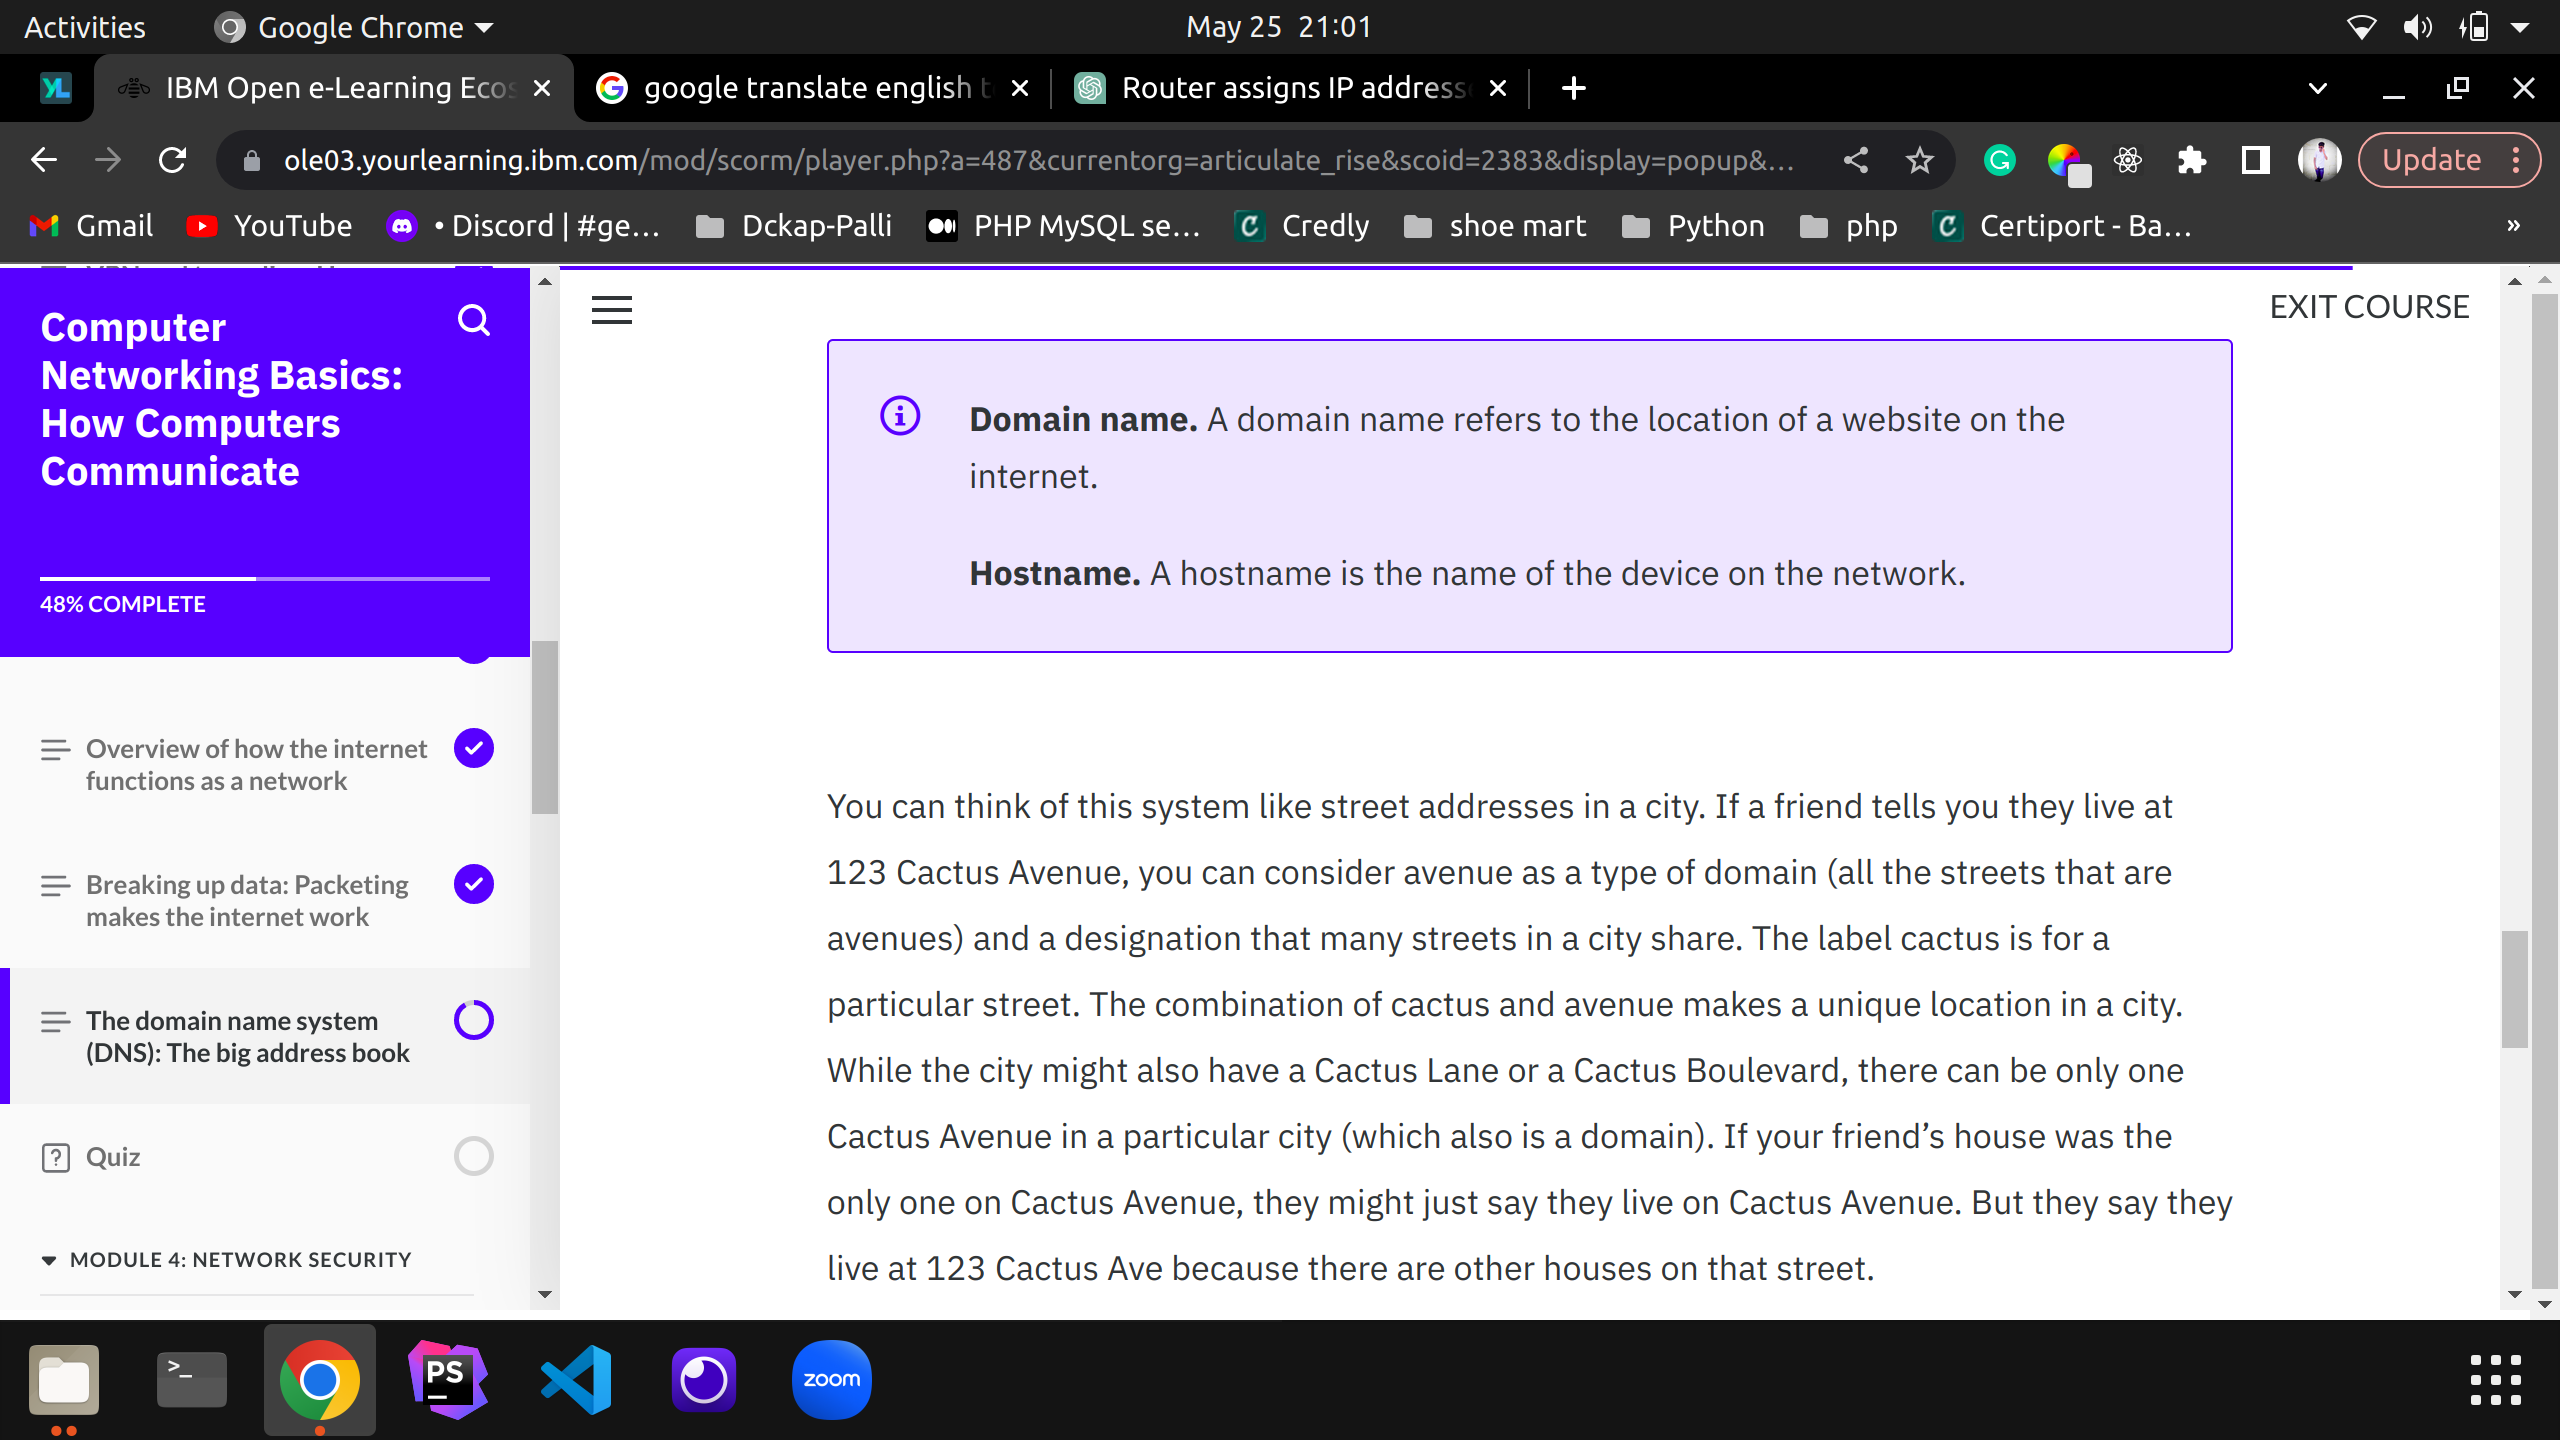 Activities
Google Chrome
May 25 21:01
IBM Open e-Learning Ecos
google translate english t
Router assigns IP address
ole03.yourlearning.ibm.com/mod/scorm/player.php?a=487&currentorg=articulate_rise&scoid=2383&display=popup&...
Update
Gmail
YouTube
• Discord | #ge...
Dckap-Palli
PHP MySQL se...
Credly
shoe mart
Python
php
Certiport - Ba...
»
Computer
Networking Basics:
How Computers
Communicate
48% COMPLETE
Overview of how the internet
functions as a network
Breaking up data: Packeting
makes the internet work
The domain name system
(DNS): The big address book
Quiz
MODULE 4: NETWORK SECURITY
EXIT COURSE
Domain name. A domain name refers to the location of a website on the
internet.
Hostname. A hostname is the name of the device on the network.
You can think of this system like street addresses in a city. If a friend tells you they live at
123 Cactus Avenue, you can consider avenue as a type of domain (all the streets that are
avenues) and a designation that many streets in a city share. The label cactus is for a
particular street. The combination of cactus and avenue makes a unique location in a city.
While the city might also have a Cactus Lane or a Cactus Boulevard, there can be only one
Cactus Avenue in a particular city (which also is a domain). If your friend’s house was the
only one on Cactus Avenue, they might just say they live on Cactus Avenue. But they say they
live at 123 Cactus Ave because there are other houses on that street.
PS
zoom